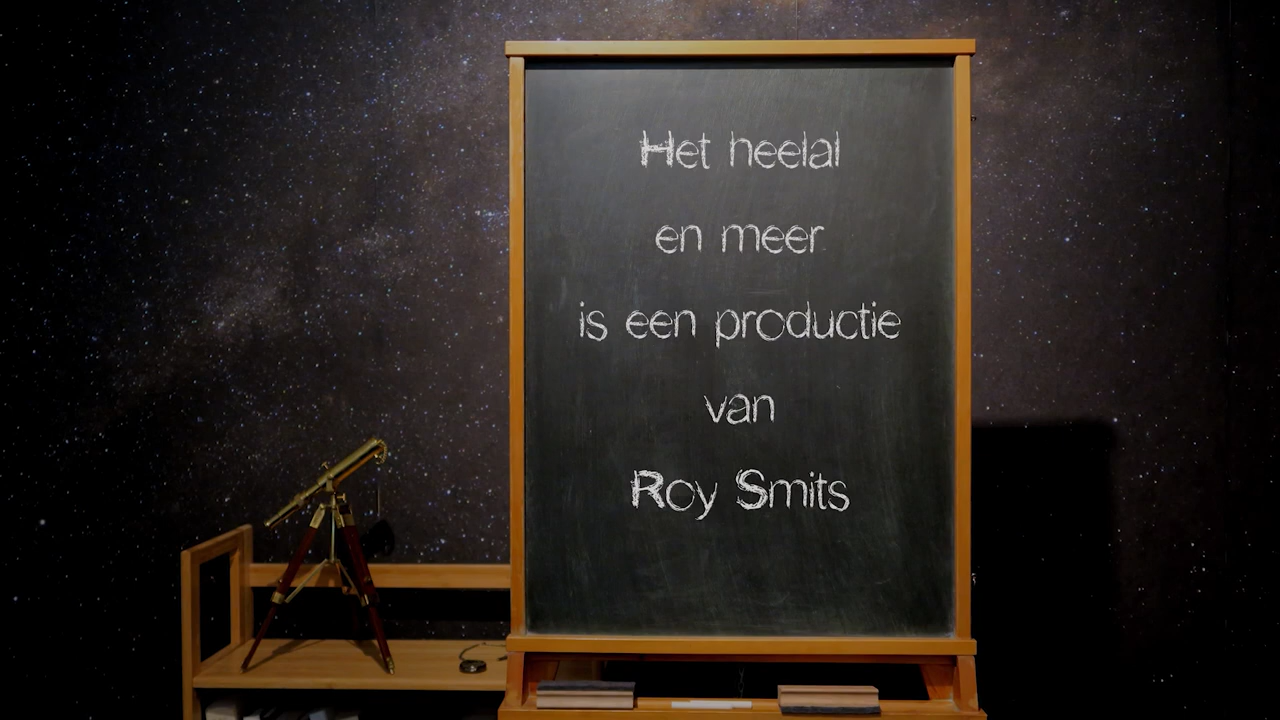 Het heelal
en meer
is een productie
van
Roy Smits